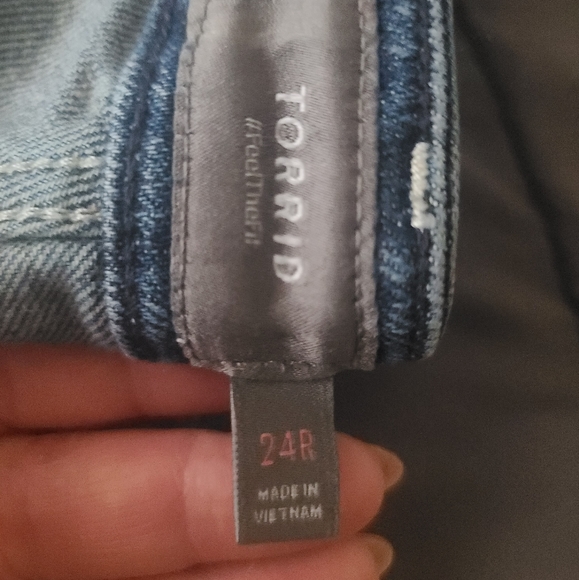 TORRID
#FeelTheFit
24R
MADE IN
VIETNAM